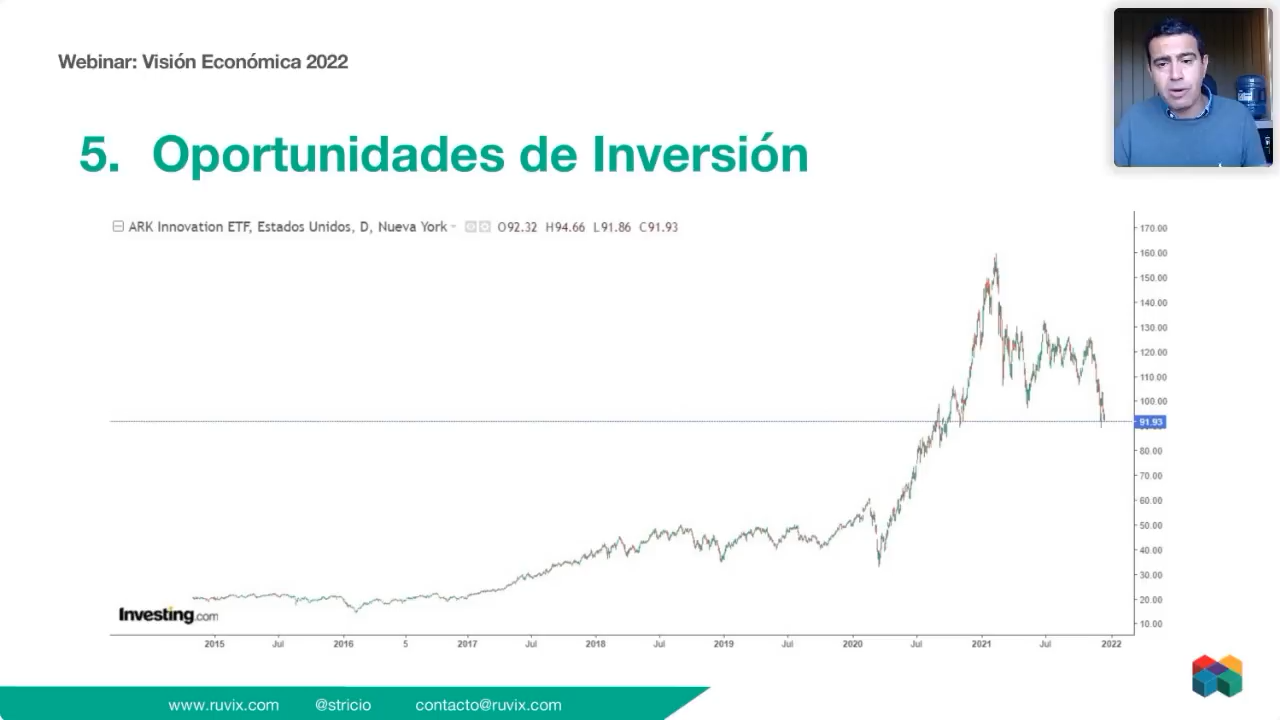 Webinar: Visión Económica 2022
5. Oportunidades de Inversión
ARK Innovation ETF, Estados Unidos, D, Nueva York O92.32 H94.66 L91.86 C91.93
170.00
160.00
150.00
140.00
130.00
120.00
110.00
100.00
91.93
80.00
70.00
60.00
50.00
40.00
30.00
20.00
10.00
Investing.com
2015 Jul 2016 5 2017 Jul 2018 Jul 2019 Jul 2020 Jul 2021 Jul 2022
www.ruvix.com @stricio contacto@ruvix.com